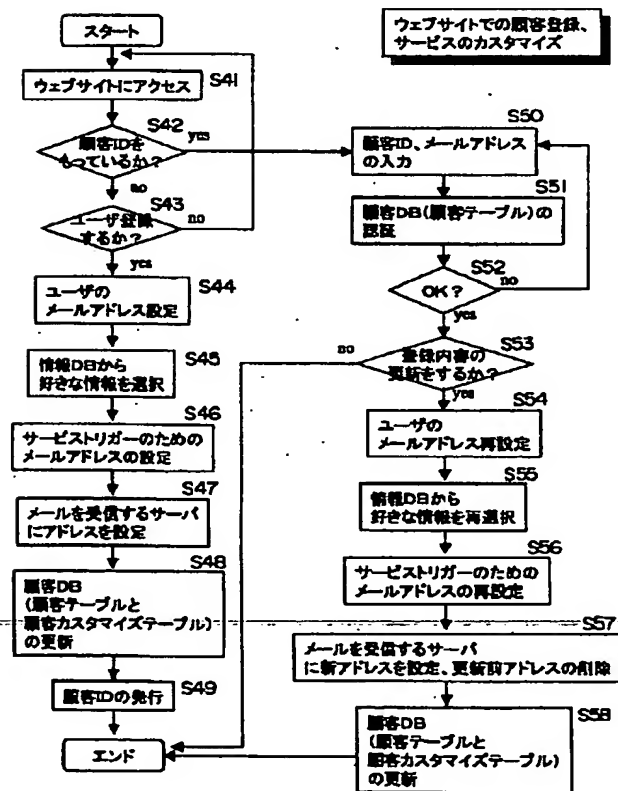 ウェブサイトでの顧客登録、
サービスのカスタマイズ
スタート
ウェブサイトにアクセス
S41
顧客IDを
もっているか？
S42
yes
no
ユーザ登録
するか？
S43
no
yes
ユーザの
メールアドレス設定
S44
情報DBから
好きな情報を選択
S45
サービストリガーのための
メールアドレスの設定
S46
メールを受信するサーバ
にアドレスを設定
S47
顧客DB
(顧客テーブルと
顧客カスタマイズテーブル)
の更新
S48
顧客IDの発行
S49
エンド
S50
顧客ID、メールアドレス
の入力
S51
顧客DB(顧客テーブル)の
認証
S52
OK？
no
yes
S53
登録内容の
更新をするか？
no
yes
S54
ユーザの
メールアドレス再設定
S55
情報DBから
好きな情報を再選択
S56
サービストリガーのための
メールアドレスの再設定
S57
メールを受信するサーバ
に新アドレスを設定、更新前アドレスの削除
S58
顧客DB
(顧客テーブルと
顧客カスタマイズテーブル)
の更新